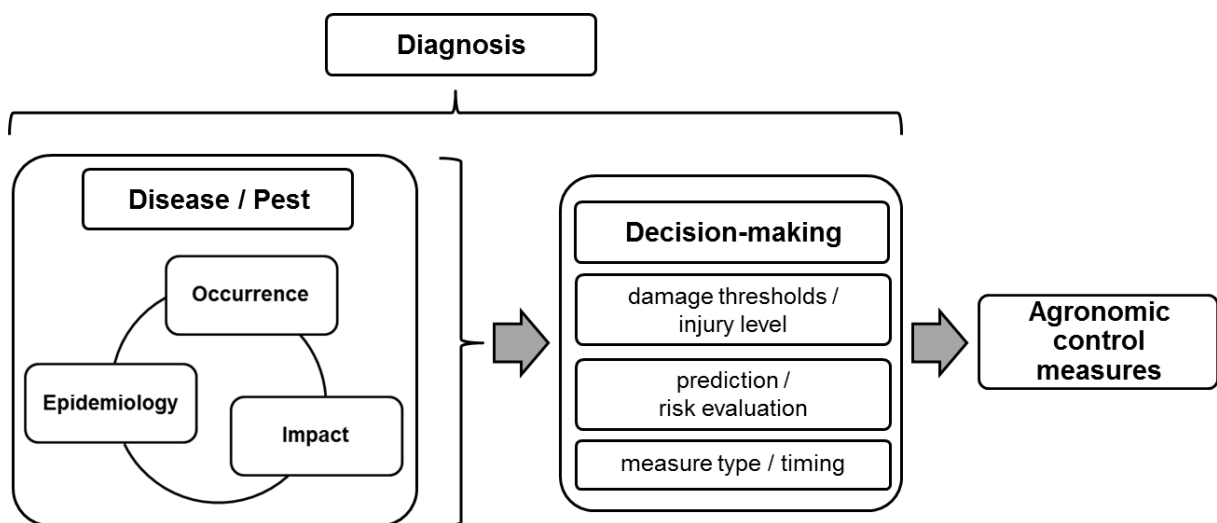 Diagnosis
Disease / Pest
Occurrence
Epidemiology
Impact
Decision-making
damage thresholds /
injury level
prediction /
risk evaluation
measure type / timing
Agronomic
control
measures